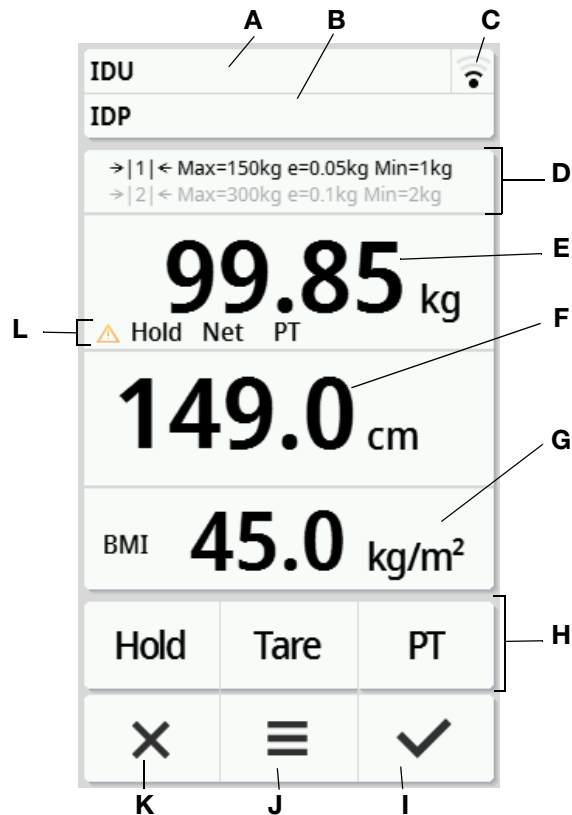 A B C
IDU
IDP
→|1|← Max=150kg e=0.05kg Min=1kg
→|2|← Max=300kg e=0.1kg Min=2kg
D
99.85 kg
E
L
⚠ Hold Net PT
F
149.0 cm
G
BMI 45.0 kg/m²
Hold Tare PT
H
K J I